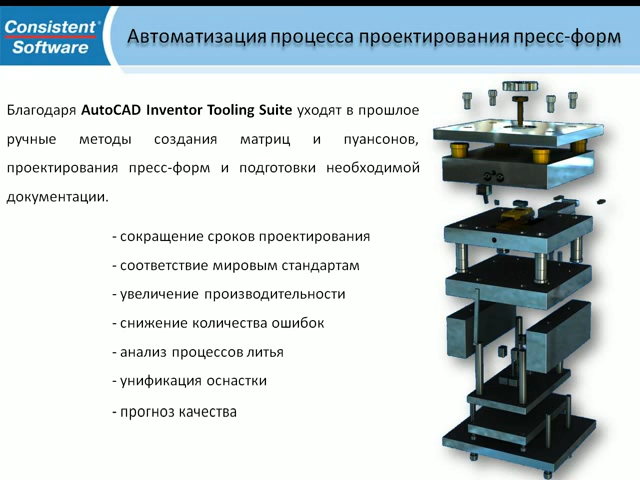 Consistent
Software
Автоматизация процесса проектирования пресс-форм
Благодаря AutoCAD Inventor Tooling Suite уходят в прошлое
ручные методы создания матриц и пуансонов,
проектирования пресс-форм и подготовки необходимой
документации.
- сокращение сроков проектирования
- соответствие мировым стандартам
- увеличение производительности
- снижение количества ошибок
- анализ процессов литья
- унификация оснастки
- прогноз качества